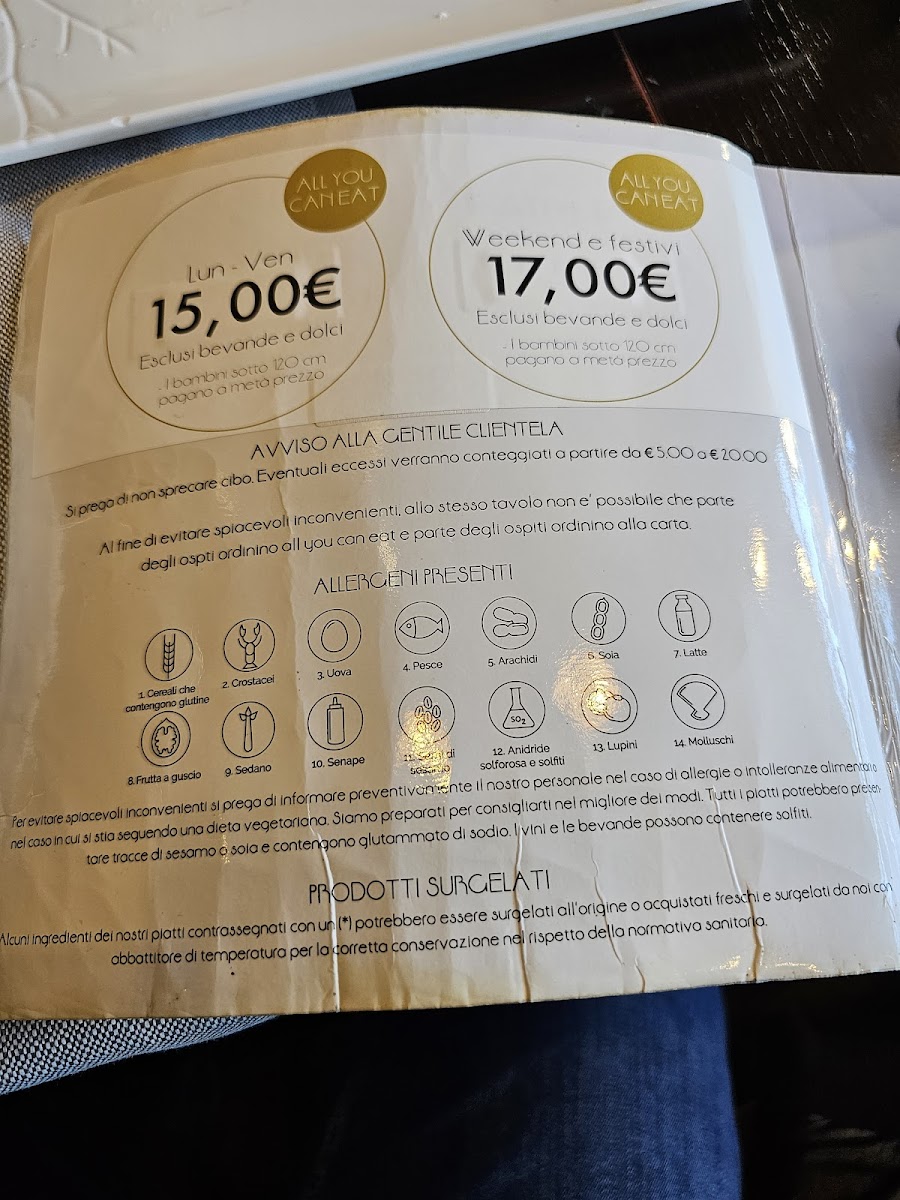 ALL YOU
CAN EAT
Lun - Ven
15,00€
Esclusi bevande e dolci
. I bambini sotto 120 cm
pagano a metà prezzo
ALL YOU
CAN EAT
Weekend e festivi
17,00€
Esclusi bevande e dolci
. I bambini sotto 120 cm
pagano a metà prezzo
AVVISO ALLA GENTILE CLIENTELA
Si prega di non sprecare cibo. Eventuali eccessi verranno conteggiati a partire da € 5.00 a € 20.00
Al fine di evitare spiacevoli inconvenienti, allo stesso tavolo non e' possibile che parte
degli ospti ordinino all you can eat e parte degli ospiti ordinino alla carta.
ALLERGENI PRESENTI
1. Cereali che
contengono glutine
2. Crostacei
3. Uova
4. Pesce
5. Arachidi
6. Soia
7. Latte
8. Frutta a guscio
9. Sedano
10. Senape
11. di
12. Anidride
solforosa e solfiti
SO2
13. Lupini
14. Molluschi
Per evitare spiacevoli inconvenienti si prega di informare preventivamente il nostro personale nel caso di allergie o intolleranze alimentari o
nel caso in cui si stia seguendo una dieta vegetariana. Siamo preparati per consigliarti nel migliore dei modi. Tutti i piatti potrebbero presen-
tare tracce di sesamo o soia e contengono glutammato di sodio. I vini e le bevande possono contenere solfiti.
PRODOTTI SURGELATI
Alcuni ingredienti dei nostri piatti contrassegnati con un (*) potrebbero essere surgelati all'origine o acquistati freschi e surgelati da noi con
abbattitore di temperatura per la corretta conservazione nel rispetto della normativa sanitaria.